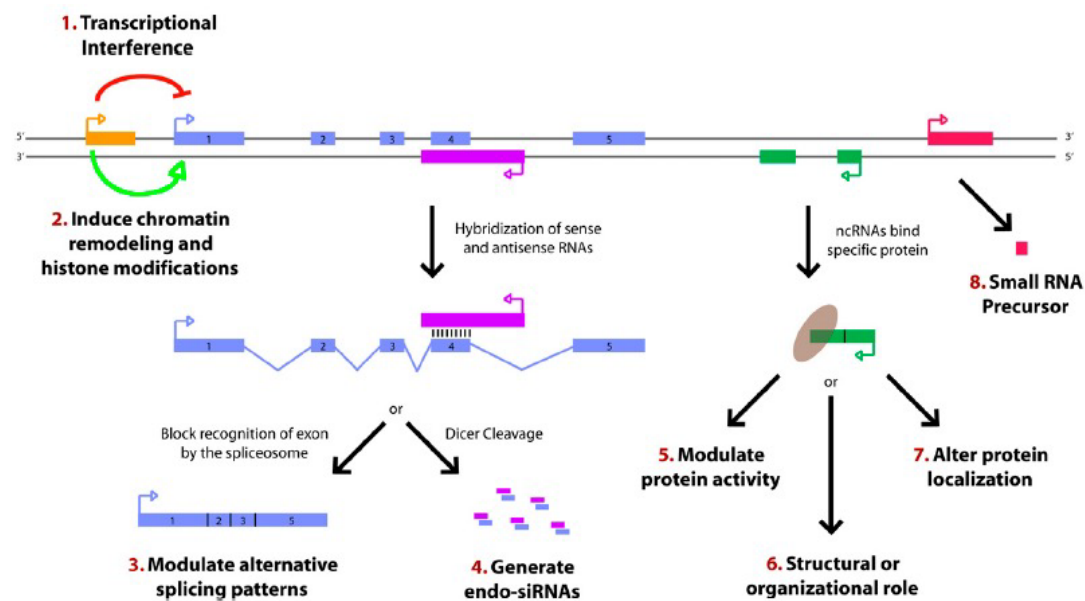 1. Transcriptional
Interference
5′
1
2
3
4
5
3′
3′
5′
2. Induce chromatin
remodeling and
histone modifications
Hybridization of sense
and antisense RNAs
ncRNAs bind
specific protein
8. Small RNA
Precursor
1
2
3
4
5
or
or
Block recognition of exon
by the spliceosome
Dicer Cleavage
5. Modulate
protein activity
7. Alter protein
localization
1
2
3
5
3. Modulate alternative
splicing patterns
4. Generate
endo-siRNAs
6. Structural or
organizational role